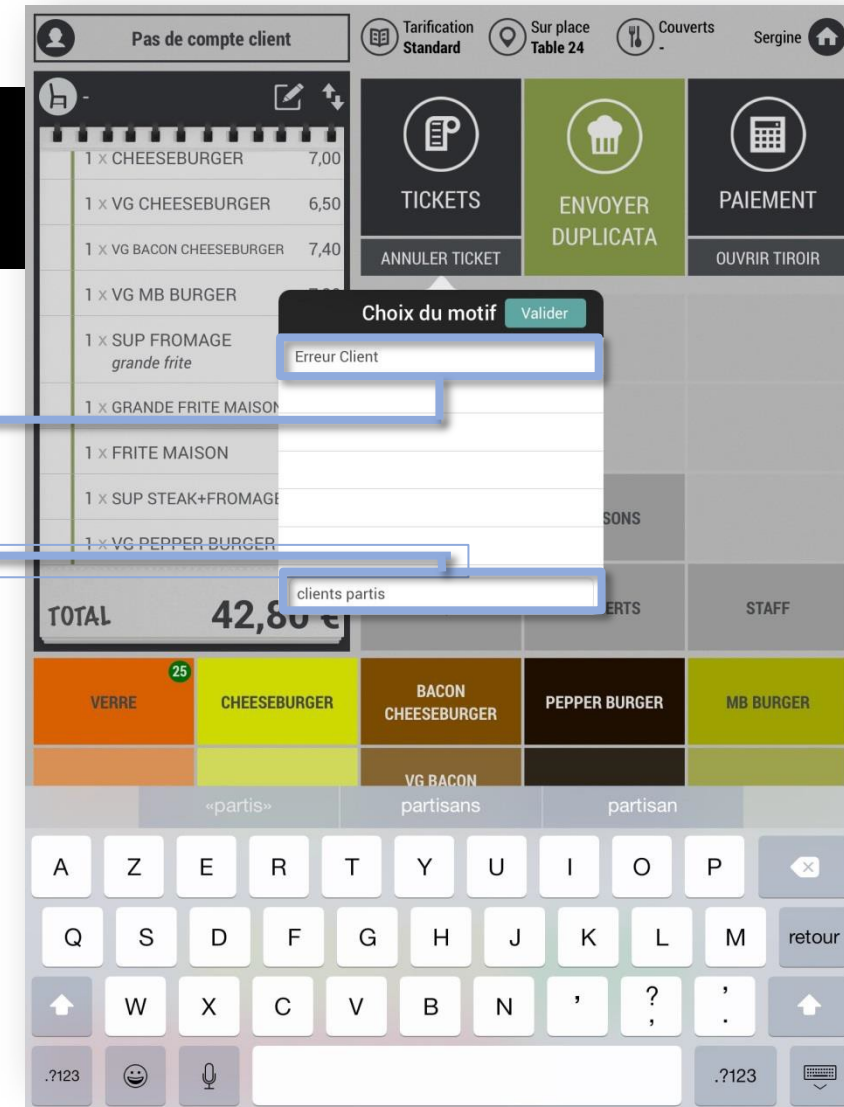 Pas de compte client
Tarification
Standard
Sur place
Table 24
Couverts
-
Sergine
-
1 x CHEESEBURGER 7,00
1 x VG CHEESEBURGER 6,50
1 x VG BACON CHEESEBURGER 7,40
1 x VG MB BURGER
1 x SUP FROMAGE
grande frite
1 x GRANDE FRITE MAISON
1 x FRITE MAISON
1 x SUP STEAK+FROMAGE
1 x VG PEPPER BURGER
TOTAL 42,80 €
TICKETS
ANNULER TICKET
ENVOYER
DUPLICATA
PAIEMENT
OUVRIR TIROIR
Choix du motif Valider
Erreur Client
clients partis
SONS
ERTS
STAFF
VERRE 25
CHEESEBURGER
BACON
CHEESEBURGER
PEPPER BURGER
MB BURGER
VG BACON
«partis» partisans partisan
A Z E R T Y U I O P
Q S D F G H J K L M retour
W X C V B N ' ? , ' .
.?123 .?123